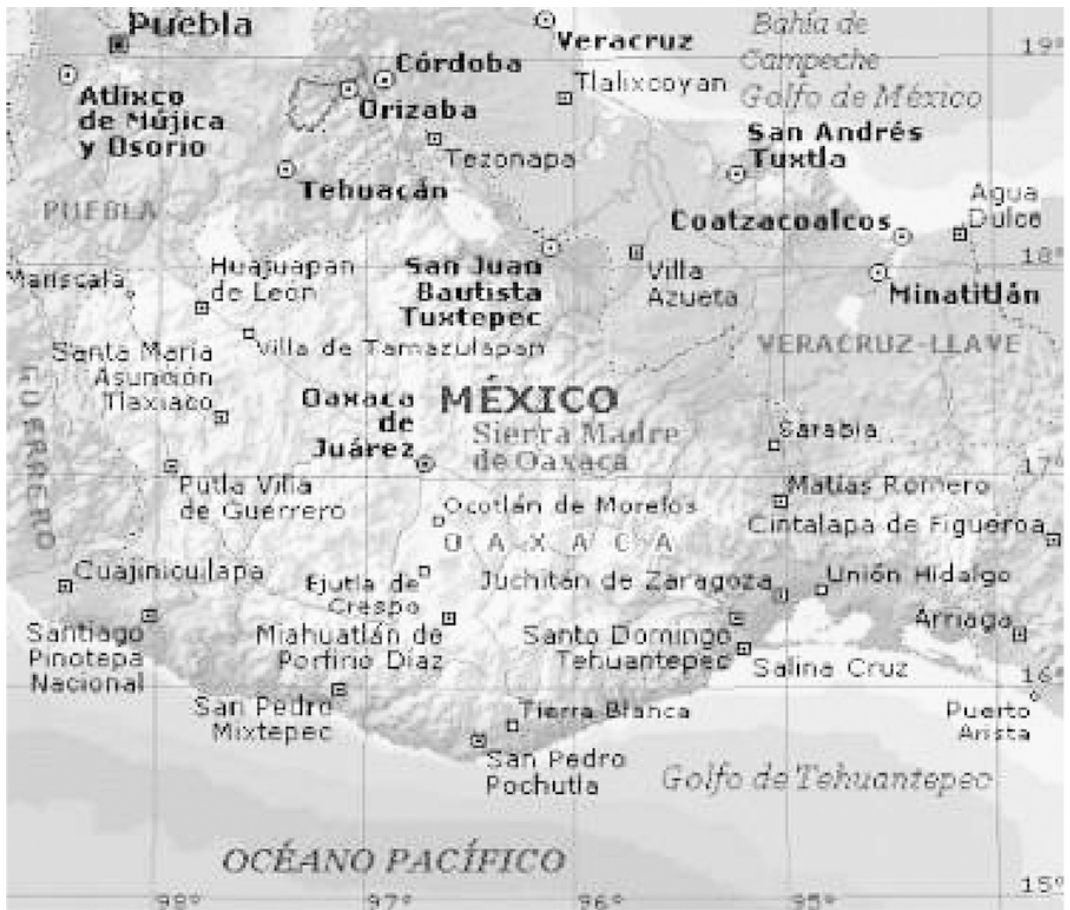 Puebla
Veracruz
Bahía de
Campeche
Golfo de México
19°
Córdoba
Tlalixcoyan
Atlixco
de Mújica
y Osorio
Orizaba
Tezonapa
San Andrés
Tuxtla
Tehuacán
Agua
Dulce
PUEBLA
Coatzacoalcos
18°
Mariscala
Huajuapan
de León
San Juan
Bautista
Tuxtepec
Villa
Azueta
Minatitlán
Villa de Tamazulapan
VERACRUZ-LLAVE
Santa María
Asunción
Tlaxiaco
GUERRERO
Oaxaca
de
Juárez
MÉXICO
Sierra Madre
de Oaxaca
Sarabia
17°
Putla Villa
de Guerrero
Matías Romero
Ocotlán de Morelos
Cintalapa de Figueroa
OAXACA
Cuajinicuilapa
Ejutla de
Crespo
Juchitán de Zaragoza
Unión Hidalgo
Santiago
Pinotepa
Nacional
Miahuatlán de
Porfirio Díaz
Santo Domingo
Tehuantepec
Arriaga
Salina Cruz
16°
San Pedro
Mixtepec
Tierra Blanca
Puerto
Arista
San Pedro
Pochutla
Golfo de Tehuantepec
OCÉANO PACÍFICO
15°
98°
97°
96°
95°